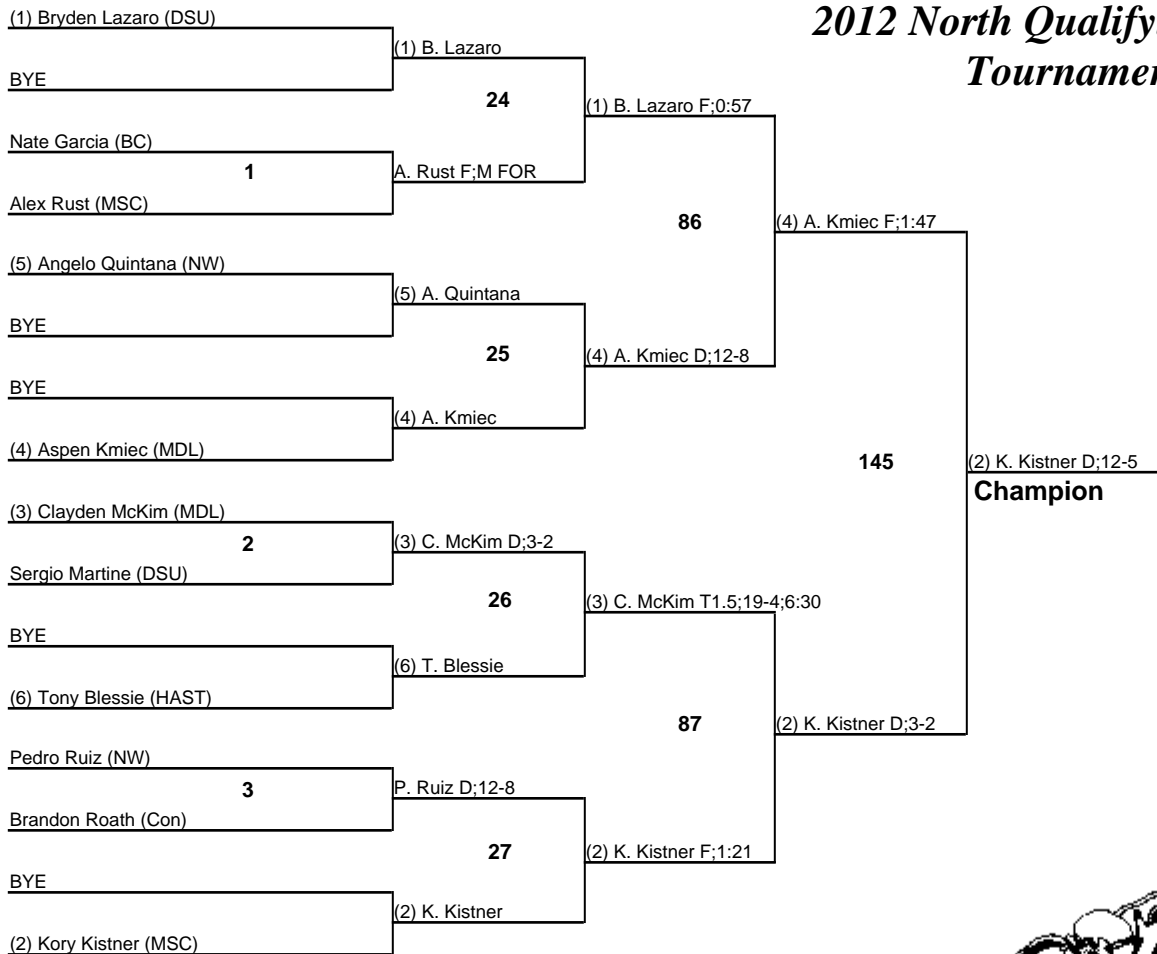 2012 North Qualify
Tournamen
(1) Bryden Lazaro (DSU)
BYE
Nate Garcia (BC)
1
Alex Rust (MSC)
(5) Angelo Quintana (NW)
BYE
BYE
(4) Aspen Kmiec (MDL)
(3) Clayden McKim (MDL)
2
Sergio Martine (DSU)
BYE
(6) Tony Blessie (HAST)
Pedro Ruiz (NW)
3
Brandon Roath (Con)
BYE
(2) Kory Kistner (MSC)
(1) B. Lazaro
24
A. Rust F;M FOR
(5) A. Quintana
25
(4) A. Kmiec
(3) C. McKim D;3-2
26
(6) T. Blessie
P. Ruiz D;12-8
27
(2) K. Kistner
(1) B. Lazaro F;0:57
86
(4) A. Kmiec D;12-8
(3) C. McKim T1.5;19-4;6:30
87
(2) K. Kistner F;1:21
(4) A. Kmiec F;1:47
145
(2) K. Kistner D;3-2
(2) K. Kistner D;12-5
Champion